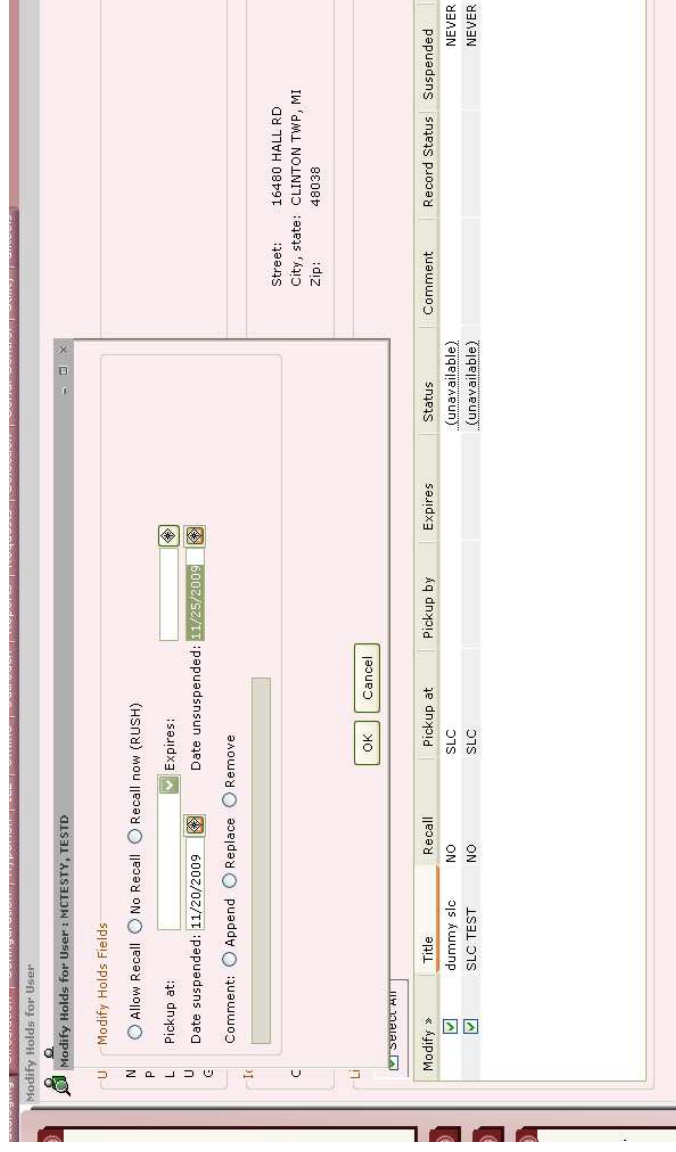 Modify Holds for User
Modify Holds for User : MCTESTY, TESTD
Modify Holds Fields
Allow Recall No Recall Recall now (RUSH)
Pickup at: Expires:
Date suspended: 11/20/2009 Date unsuspended: 11/25/2009
Comment: Append Replace Remove
OK Cancel
U
N
P
L
U
G
C
Li
Street: 16480 HALL RD
City, state: CLINTON TWP, MI
Zip: 48038
Select All
Modify » Title Recall Pickup at Pickup by Expires Status Comment Record Status Suspended
dummy slc NO SLC (unavailable) NEVER
SLC TEST NO SLC (unavailable) NEVER